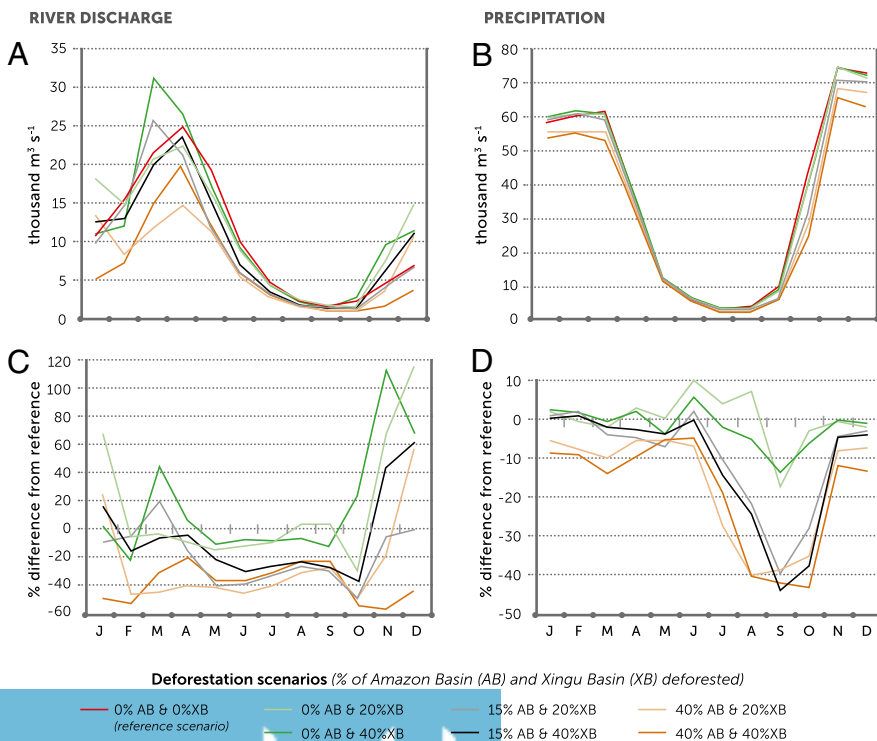 RIVER DISCHARGE
PRECIPITATION
A
35
30
25
20
15
10
5
0
thousand m³ s⁻¹
B
80
70
60
50
40
30
20
10
0
thousand m³ s⁻¹
C
120
100
80
60
40
20
0
-20
-40
-60
% difference from reference
J F M A M J J A S O N D
D
10
0
-10
-20
-30
-40
-50
% difference from reference
J F M A M J J A S O N D
Deforestation scenarios (% of Amazon Basin (AB) and Xingu Basin (XB) deforested)
0% AB & 0%XB
(reference scenario)
0% AB & 20%XB
0% AB & 40%XB
15% AB & 20%XB
15% AB & 40%XB
40% AB & 20%XB
40% AB & 40%XB